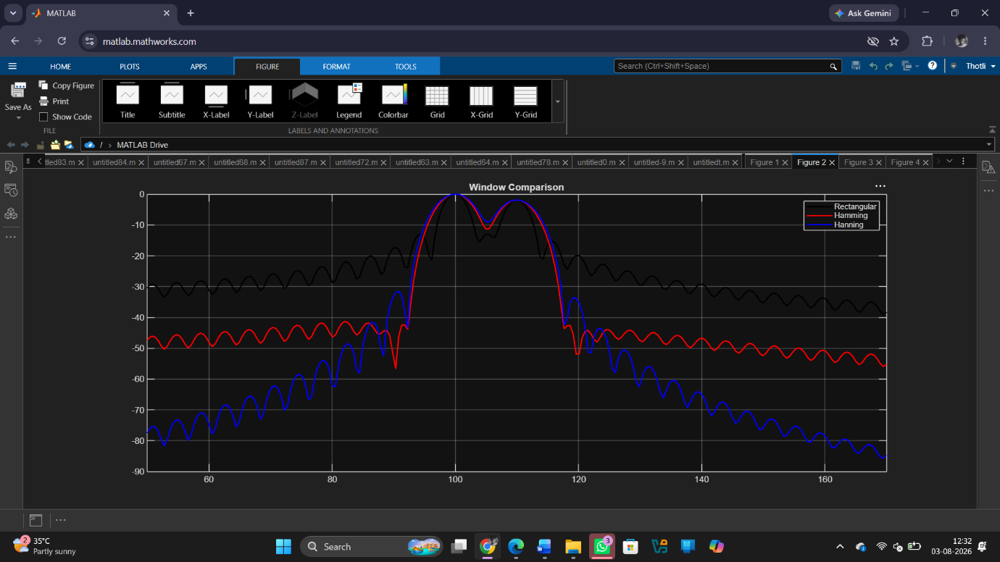 MATLAB
Ask Gemini
matlab.mathworks.com
HOME PLOTS APPS FIGURE FORMAT TOOLS
Search (Ctrl+Shift+Space)
Thotli
Save As
Copy Figure
Print
Show Code
FILE
Title Subtitle X-Label Y-Label Z-Label Legend Colorbar Grid X-Grid Y-Grid
LABELS AND ANNOTATIONS
/ > MATLAB Drive
tled83.m untitled84.m untitled67.m untitled68.m untitled87.m untitled72.m untitled63.m untitled64.m untitled78.m untitled0.m untitled-9.m untitledt.m Figure 1 Figure 2 Figure 3 Figure 4
Window Comparison
Rectangular
Hamming
Hanning
0
-10
-20
-30
-40
-50
-60
-70
-80
-90
60 80 100 120 140 160
2
35°C
Partly sunny
Search
3
12:32
03-08-2026